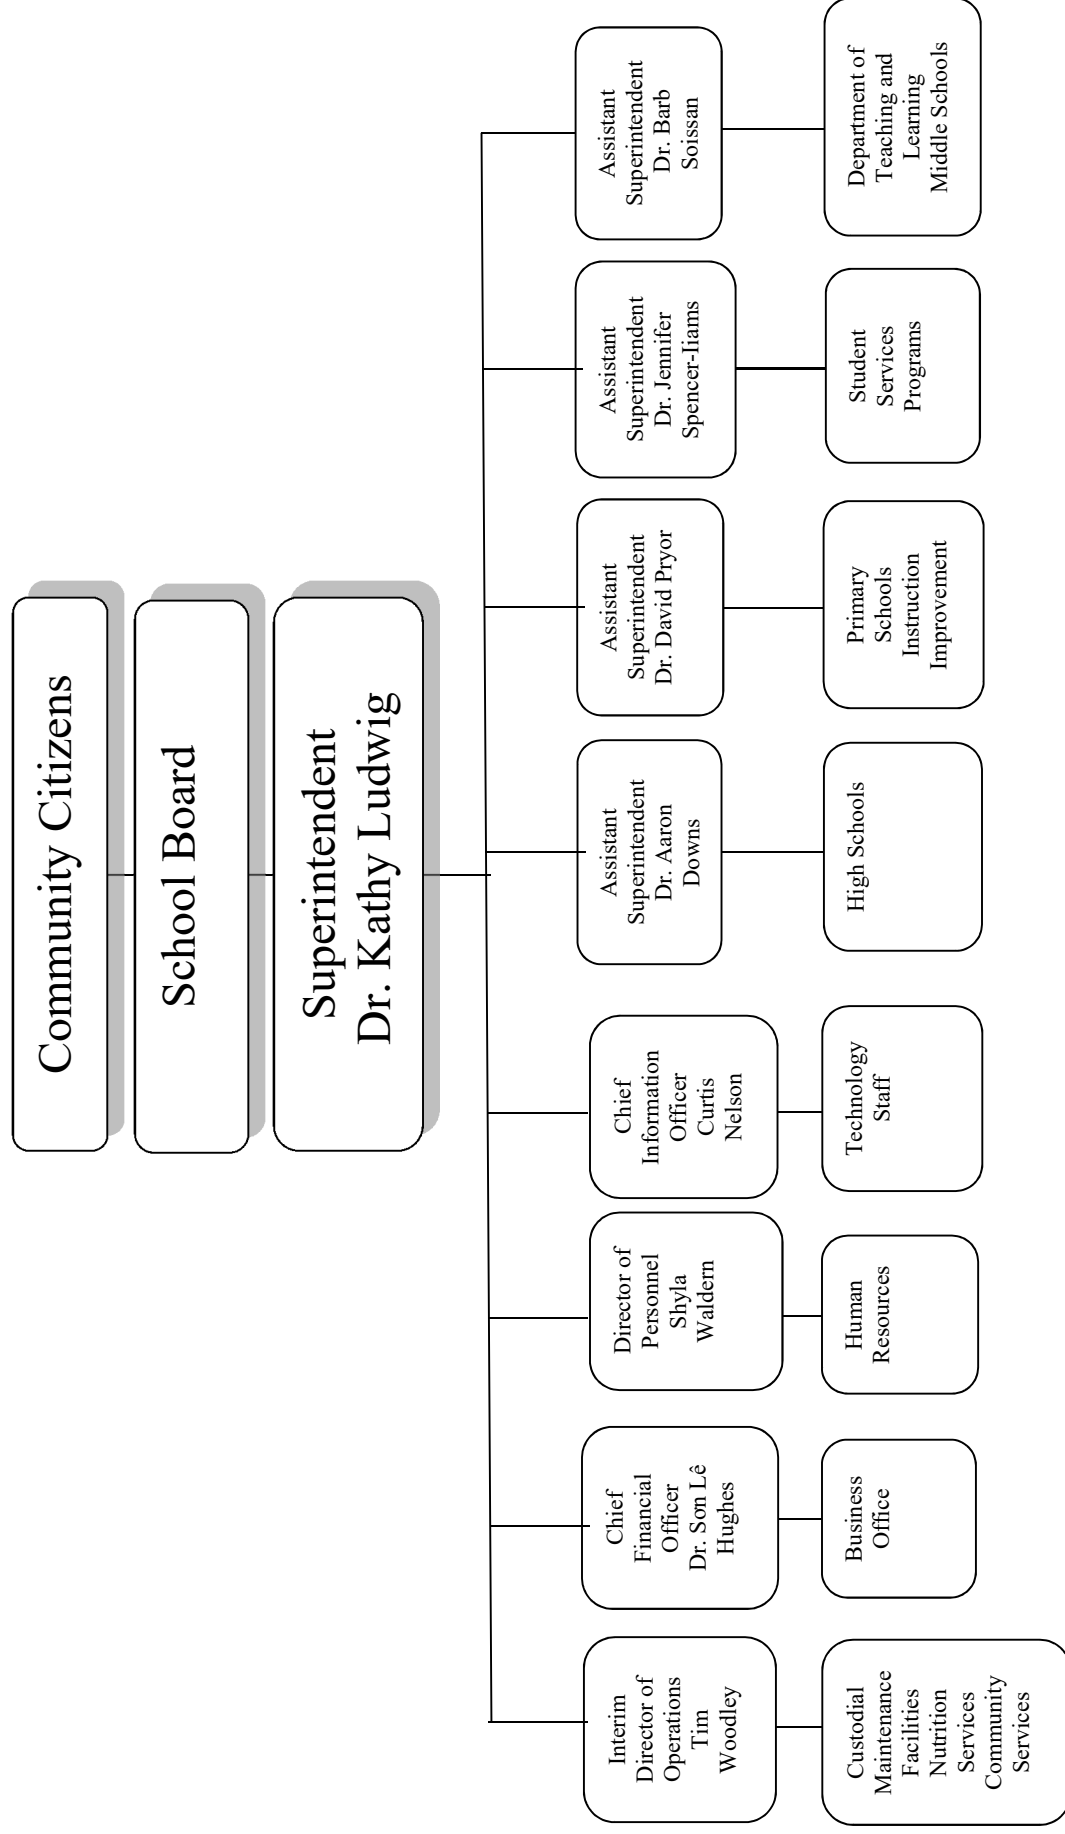 Community Citizens
School Board
Superintendent
Dr. Kathy Ludwig
Interim
Director of
Operations
Tim
Woodley
Chief
Financial
Officer
Dr. Sơn Lê
Hughes
Director of
Personnel
Shyla
Waldern
Chief
Information
Officer
Curtis
Nelson
Assistant
Superintendent
Dr. Aaron
Downs
Assistant
Superintendent
Dr. David Pryor
Assistant
Superintendent
Dr. Jennifer
Spencer-Iiams
Assistant
Superintendent
Dr. Barb
Soissan
Custodial
Maintenance
Facilities
Nutrition
Services
Community
Services
Business
Office
Human
Resources
Technology
Staff
High Schools
Primary
Schools
Instruction
Improvement
Student
Services
Programs
Department of
Teaching and
Learning
Middle Schools